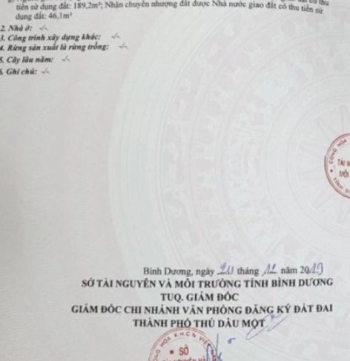 tiền sử dụng đất: 189,2m²; Nhận chuyển nhượng đất được Nhà nước giao đất có thu tiền sử
dụng đất: 46,1m²
2. Nhà ở: -/-
3. Công trình xây dựng khác: -/-
4. Rừng sản xuất là rừng trồng: -/-
5. Cây lâu năm: -/-
6. Ghi chú: -/-
CỘNG HÒA
Bình Dương, ngày tháng 12 năm 2019
SỞ TÀI NGUYÊN VÀ MÔI TRƯỜNG TỈNH BÌNH DƯƠNG
TUQ. GIÁM ĐỐC
GIÁM ĐỐC CHI NHÁNH VĂN PHÒNG ĐĂNG KÝ ĐẤT ĐAI
THÀNH PHỐ THỦ DẦU MỘT
SỞ